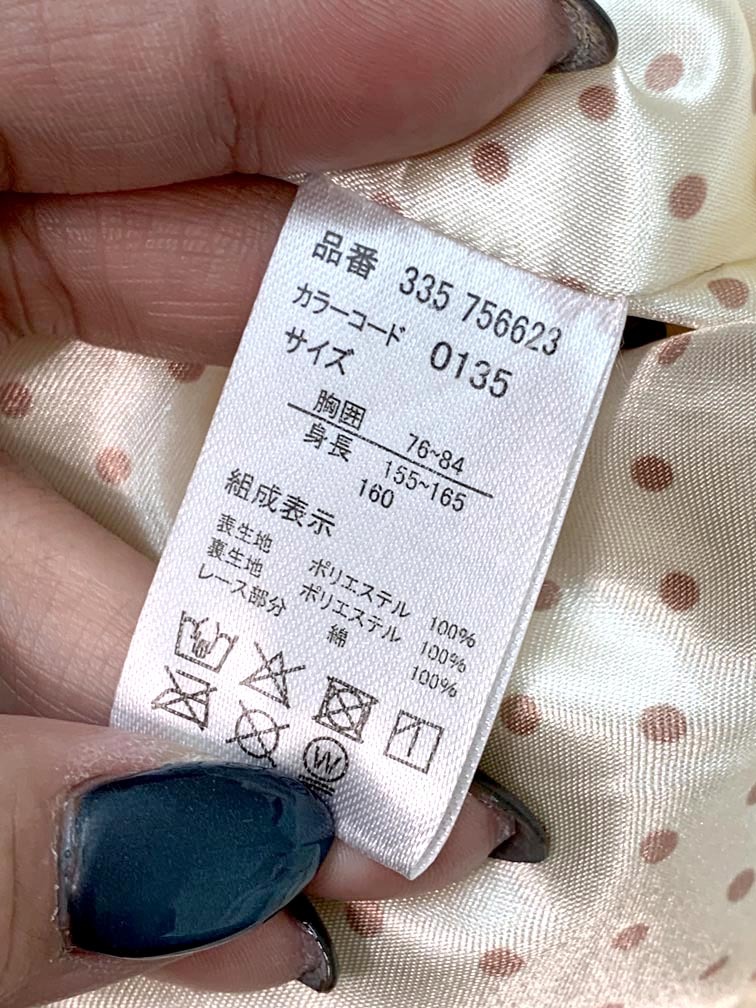 品番 335 756623
カラーコード 0135
サイズ
胸囲 76~84
身長 155~165
160
組成表示
表生地 ポリエステル 100%
裏生地 ポリエステル 100%
レース部分 綿 100%
W